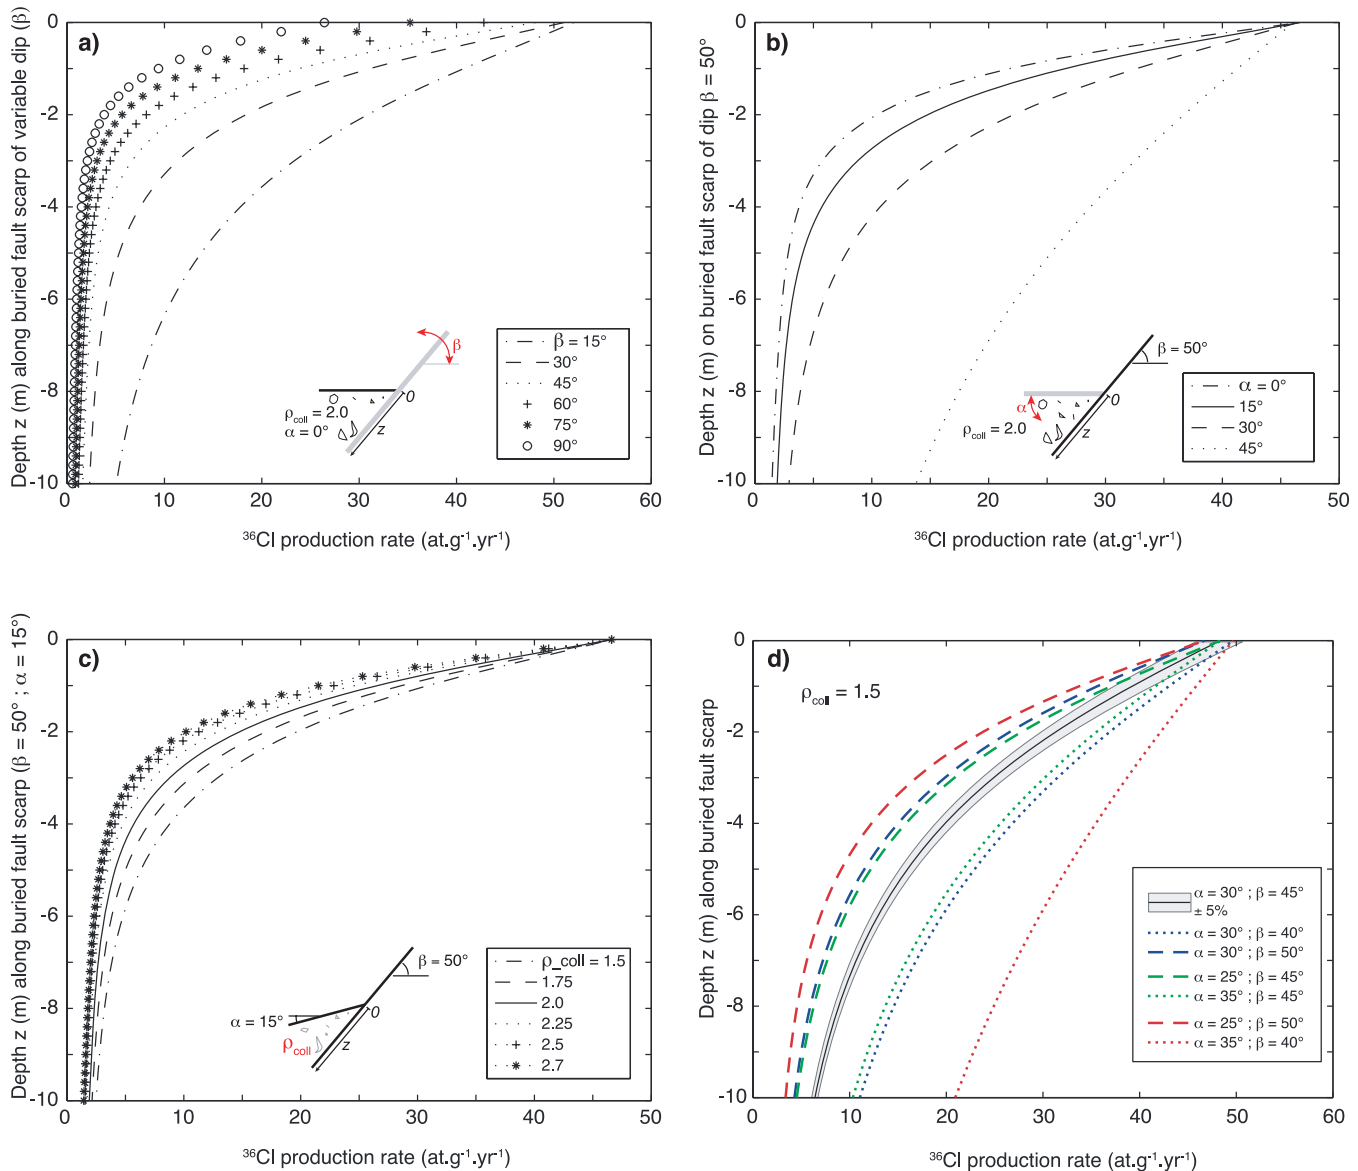 a)
Depth z (m) along buried fault scarp of variable dip (β)
0
-2
-4
-6
-8
-10
0 10 20 30 40 50 60
³⁶Cl production rate (at.g⁻¹.yr⁻¹)
β
0
z
ρcoll = 2.0
α = 0°
β = 15°
30°
45°
60°
75°
90°
b)
Depth z (m) on buried fault scarp of dip β = 50°
0
-2
-4
-6
-8
-10
0 10 20 30 40 50
³⁶Cl production rate (at.g⁻¹.yr⁻¹)
β = 50°
α
0
z
ρcoll = 2.0
α = 0°
15°
30°
45°
c)
Depth z (m) along buried fault scarp (β = 50° ; α = 15°)
0
-2
-4
-6
-8
-10
0 10 20 30 40 50
³⁶Cl production rate (at.g⁻¹.yr⁻¹)
β = 50°
α = 15°
0
z
ρcoll
ρ_coll = 1.5
1.75
2.0
2.25
2.5
2.7
d)
ρcoll = 1.5
Depth z (m) along buried fault scarp
0
-2
-4
-6
-8
-10
0 10 20 30 40 50 60
³⁶Cl production rate (at.g⁻¹.yr⁻¹)
α = 30° ; β = 45°
± 5%
α = 30° ; β = 40°
α = 30° ; β = 50°
α = 25° ; β = 45°
α = 35° ; β = 45°
α = 25° ; β = 50°
α = 35° ; β = 40°